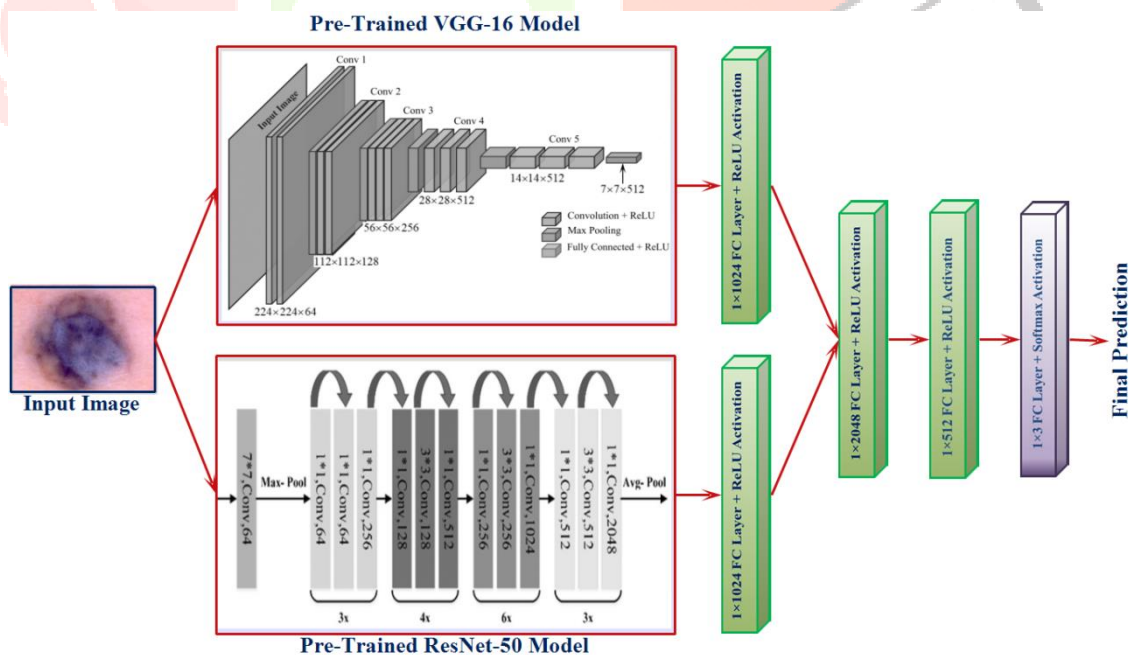 Pre-Trained VGG-16 Model
Input Image
Conv 1
Conv 2
Conv 3
Conv 4
Conv 5
224×224×64
112×112×128
56×56×256
28×28×512
14×14×512
7×7×512
Convolution + ReLU
Max Pooling
Fully Connected + ReLU
1×1024 FC Layer + ReLU Activation
Input Image
7*7,Conv,64
Max- Pool
1*1,Conv,64
1*1,Conv,64
1*1,Conv,256
3x
1*1,Conv,128
3*3,Conv,128
1*1,Conv,512
4x
1*1,Conv,256
3*3,Conv,256
1*1,Conv,1024
6x
1*1,Conv,512
3*3,Conv,512
1*1,Conv,2048
3x
Avg- Pool
Pre-Trained ResNet-50 Model
1×1024 FC Layer + ReLU Activation
1×2048 FC Layer + ReLU Activation
1×512 FC Layer + ReLU Activation
1×3 FC Layer + Softmax Activation
Final Prediction